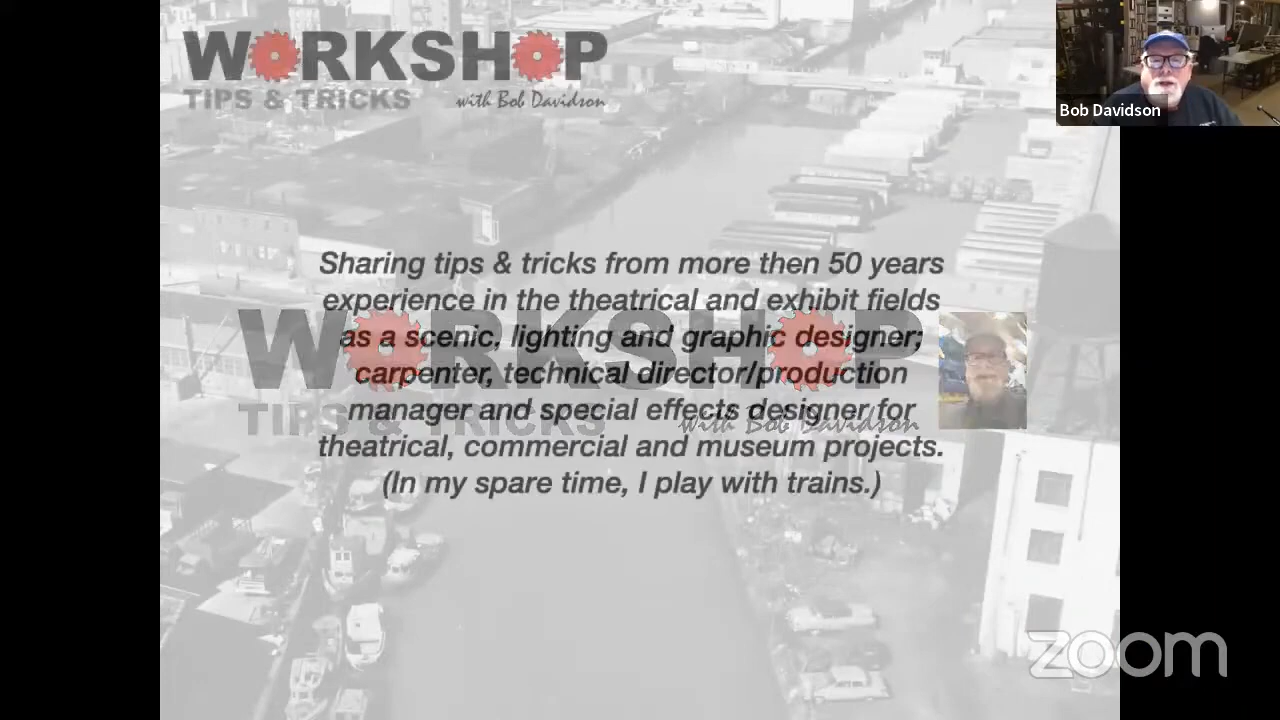 WORKSHOP
TIPS & TRICKS with Bob Davidson
Bob Davidson
Sharing tips & tricks from more then 50 years
experience in the theatrical and exhibit fields
as a scenic, lighting and graphic designer;
carpenter, technical director/production
manager and special effects designer for
theatrical, commercial and museum projects.
(In my spare time, I play with trains.)
WORKSHOP
TIPS & TRICKS with Bob Davidson
zoom